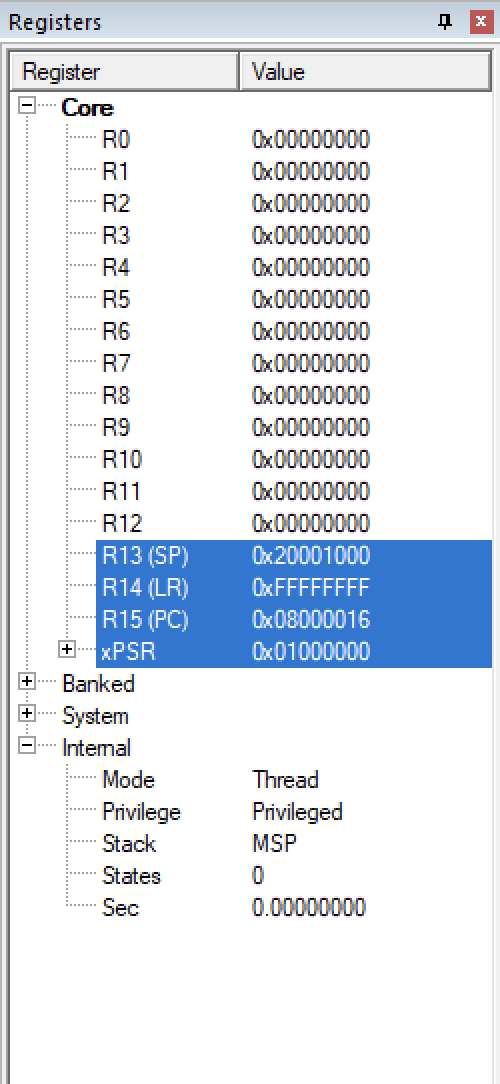 Registers
Register Value
Core
R0 0x00000000
R1 0x00000000
R2 0x00000000
R3 0x00000000
R4 0x00000000
R5 0x00000000
R6 0x00000000
R7 0x00000000
R8 0x00000000
R9 0x00000000
R10 0x00000000
R11 0x00000000
R12 0x00000000
R13 (SP) 0x20001000
R14 (LR) 0xFFFFFFFF
R15 (PC) 0x08000016
xPSR 0x01000000
Banked
System
Internal
Mode Thread
Privilege Privileged
Stack MSP
States 0
Sec 0.00000000